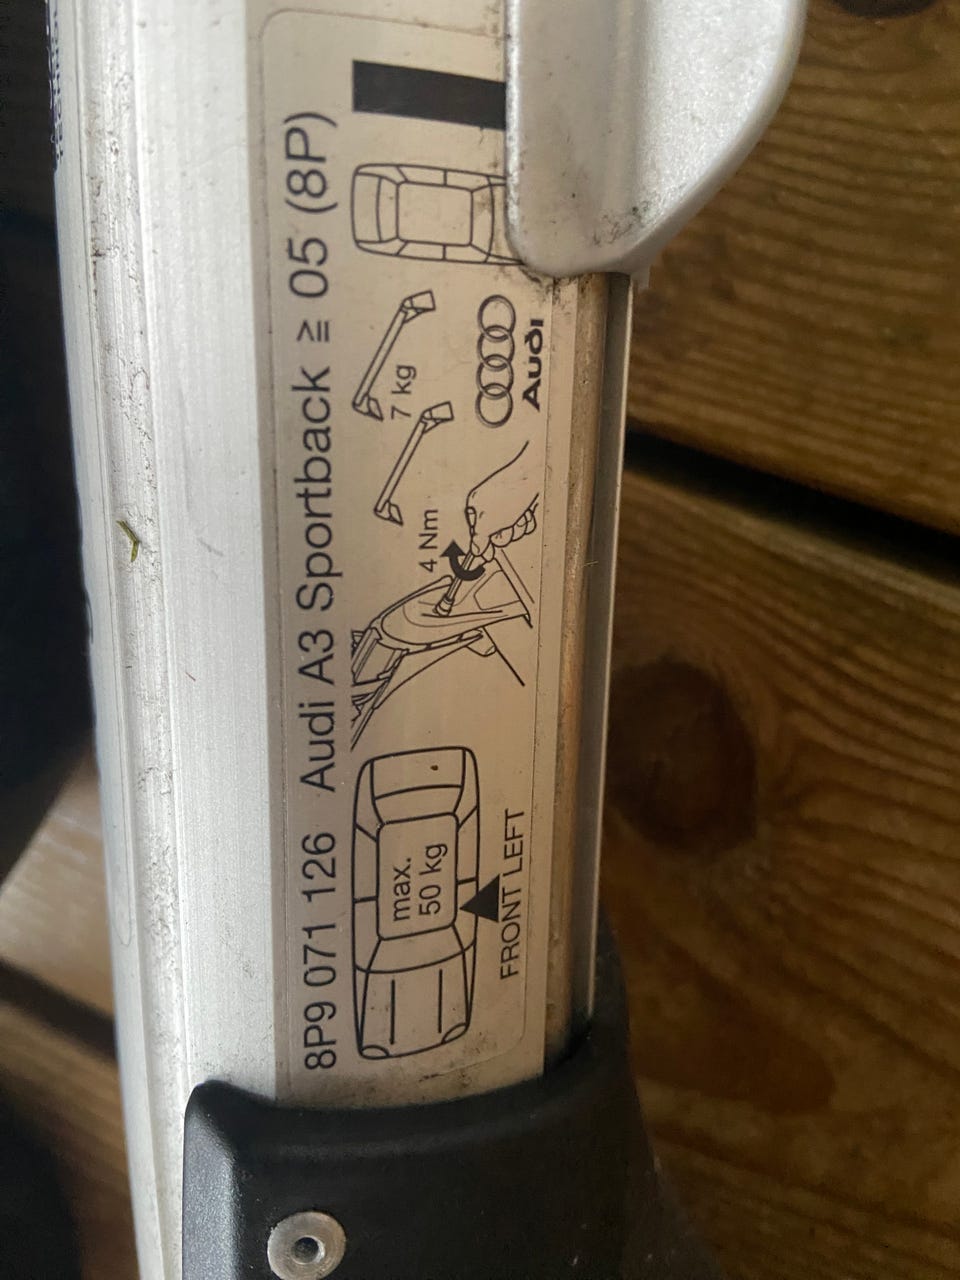 8P9 071 126 Audi A3 Sportback ≧ 05 (8P)
max.
50 kg
FRONT LEFT
4 Nm
7 kg
Audi